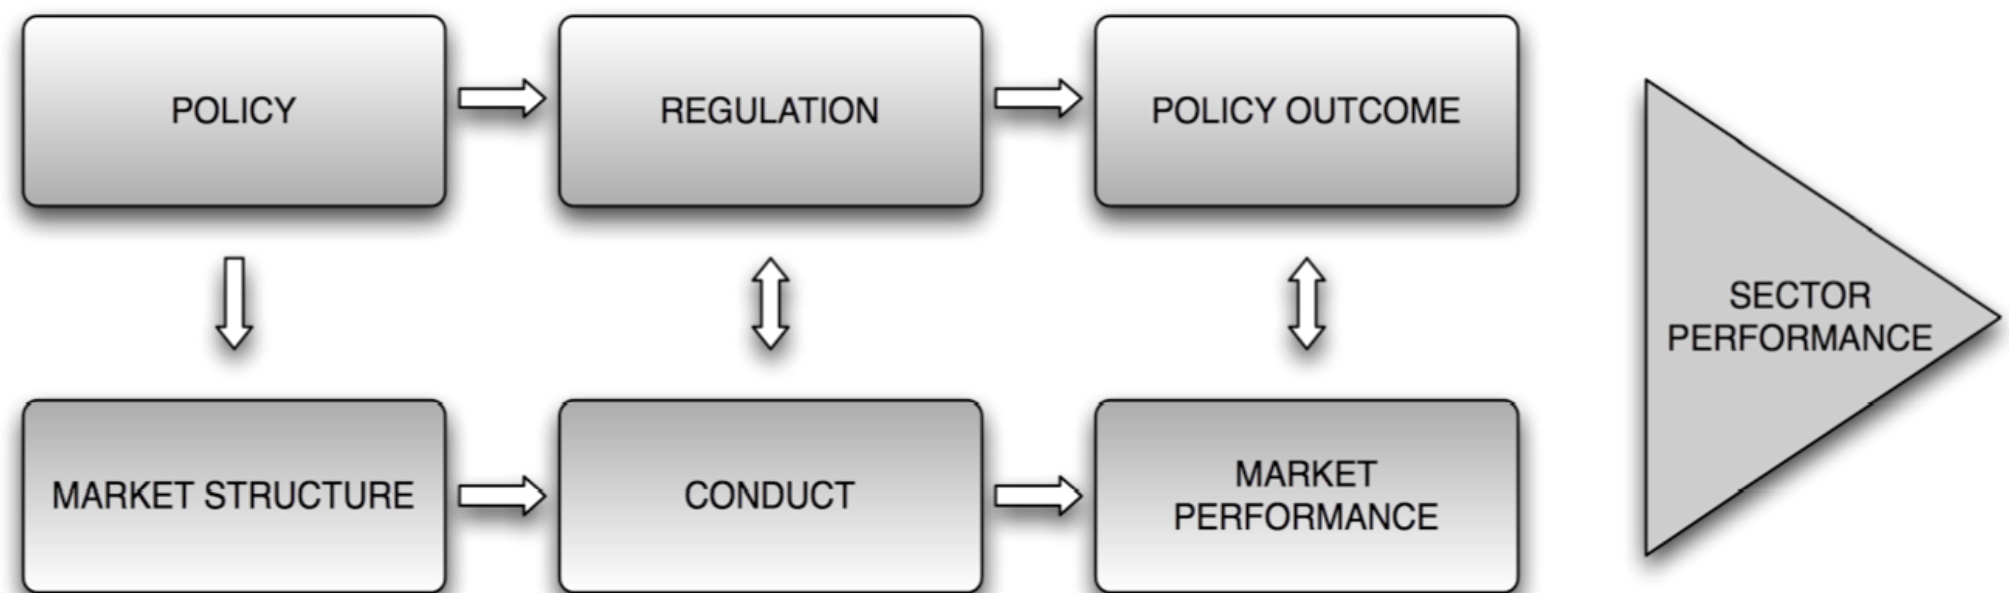 POLICY
REGULATION
POLICY OUTCOME
SECTOR
PERFORMANCE
MARKET STRUCTURE
CONDUCT
MARKET
PERFORMANCE